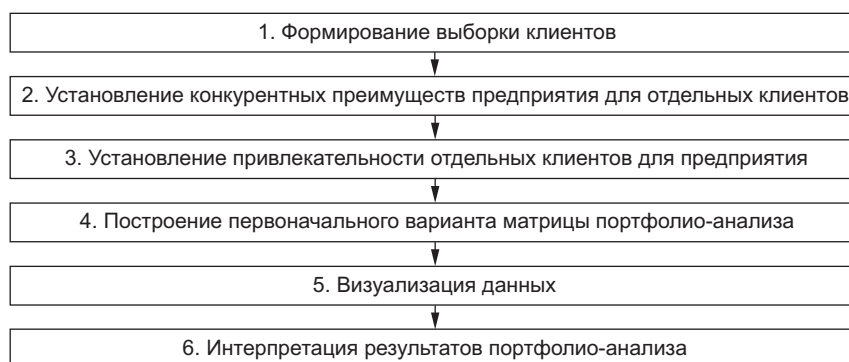 1. Формирование выборки клиентов
2. Установление конкурентных преимуществ предприятия для отдельных клиентов
3. Установление привлекательности отдельных клиентов для предприятия
4. Построение первоначального варианта матрицы портфолио-анализа
5. Визуализация данных
6. Интерпретация результатов портфолио-анализа